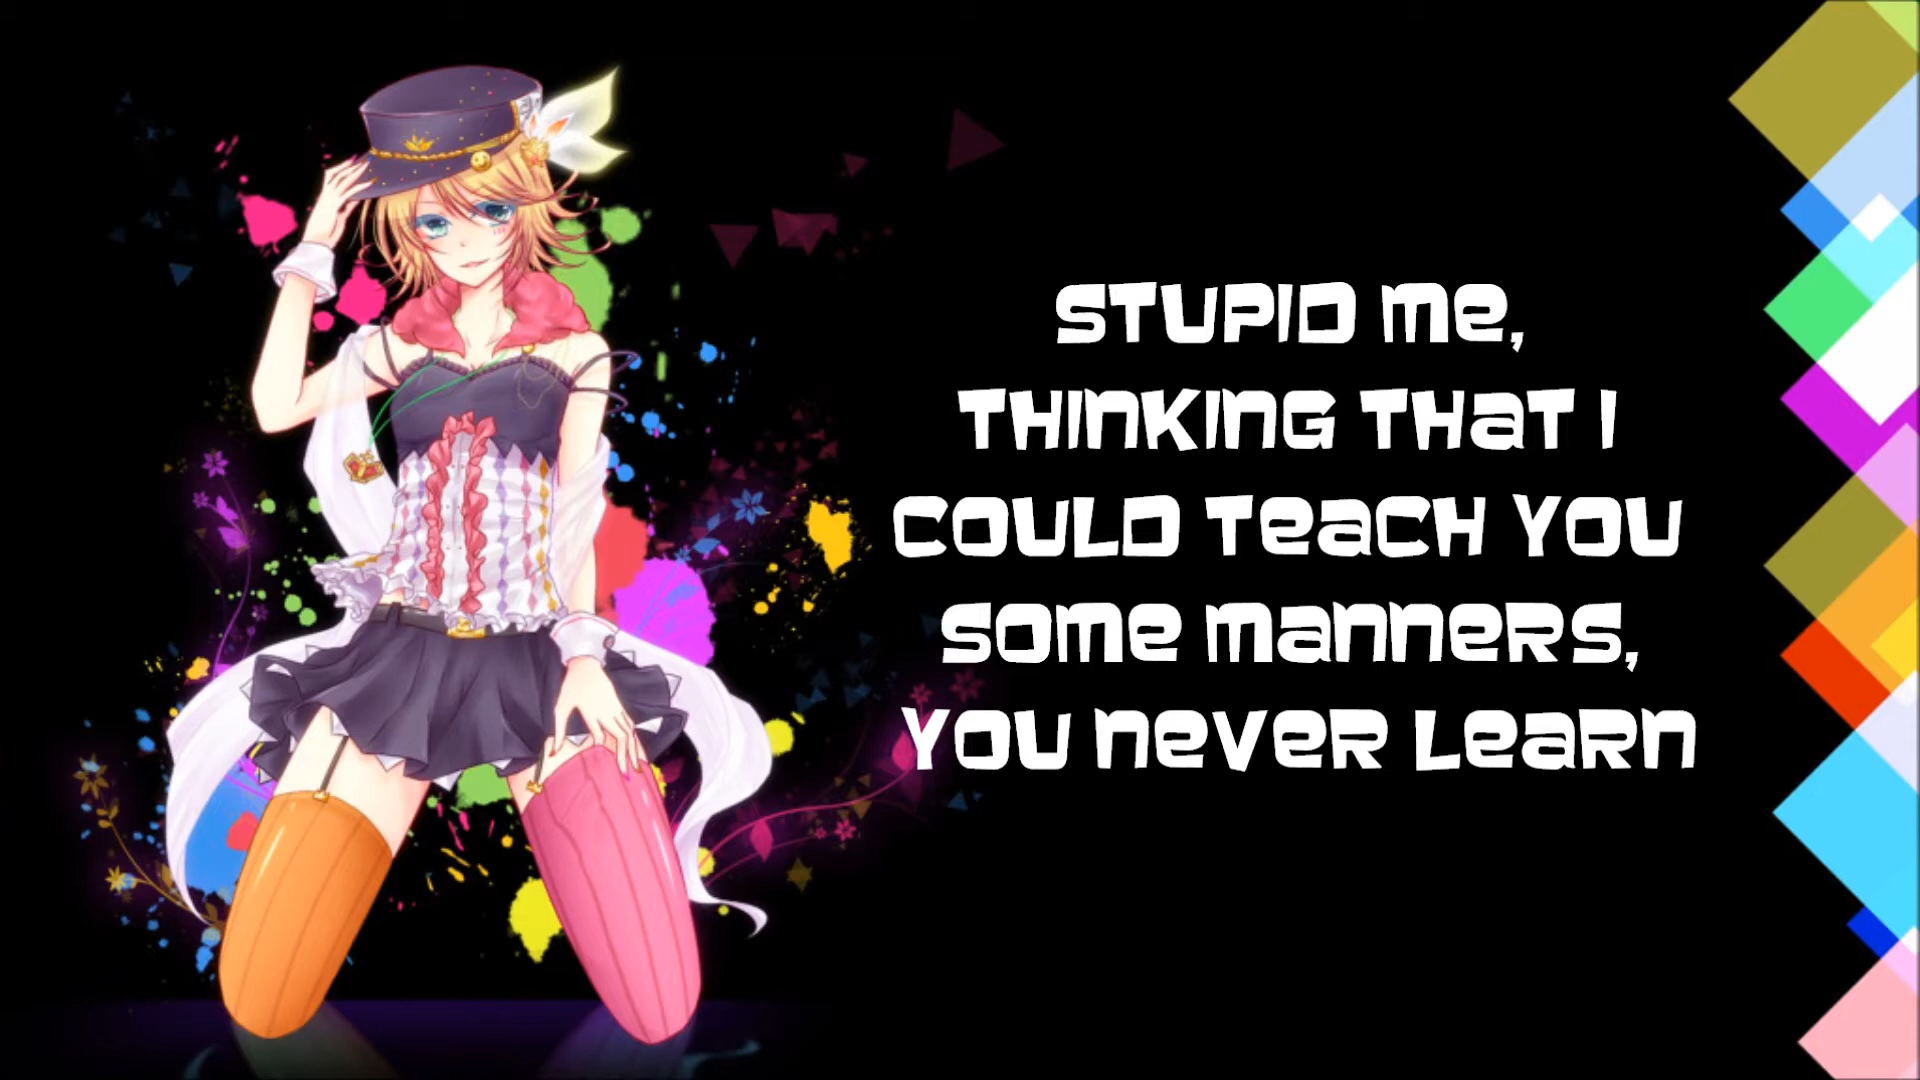 STUPID Me,
THINKING THaT I
COULD TeaCH YOU
SOme manneRS,
YOU neVeR LeaRn